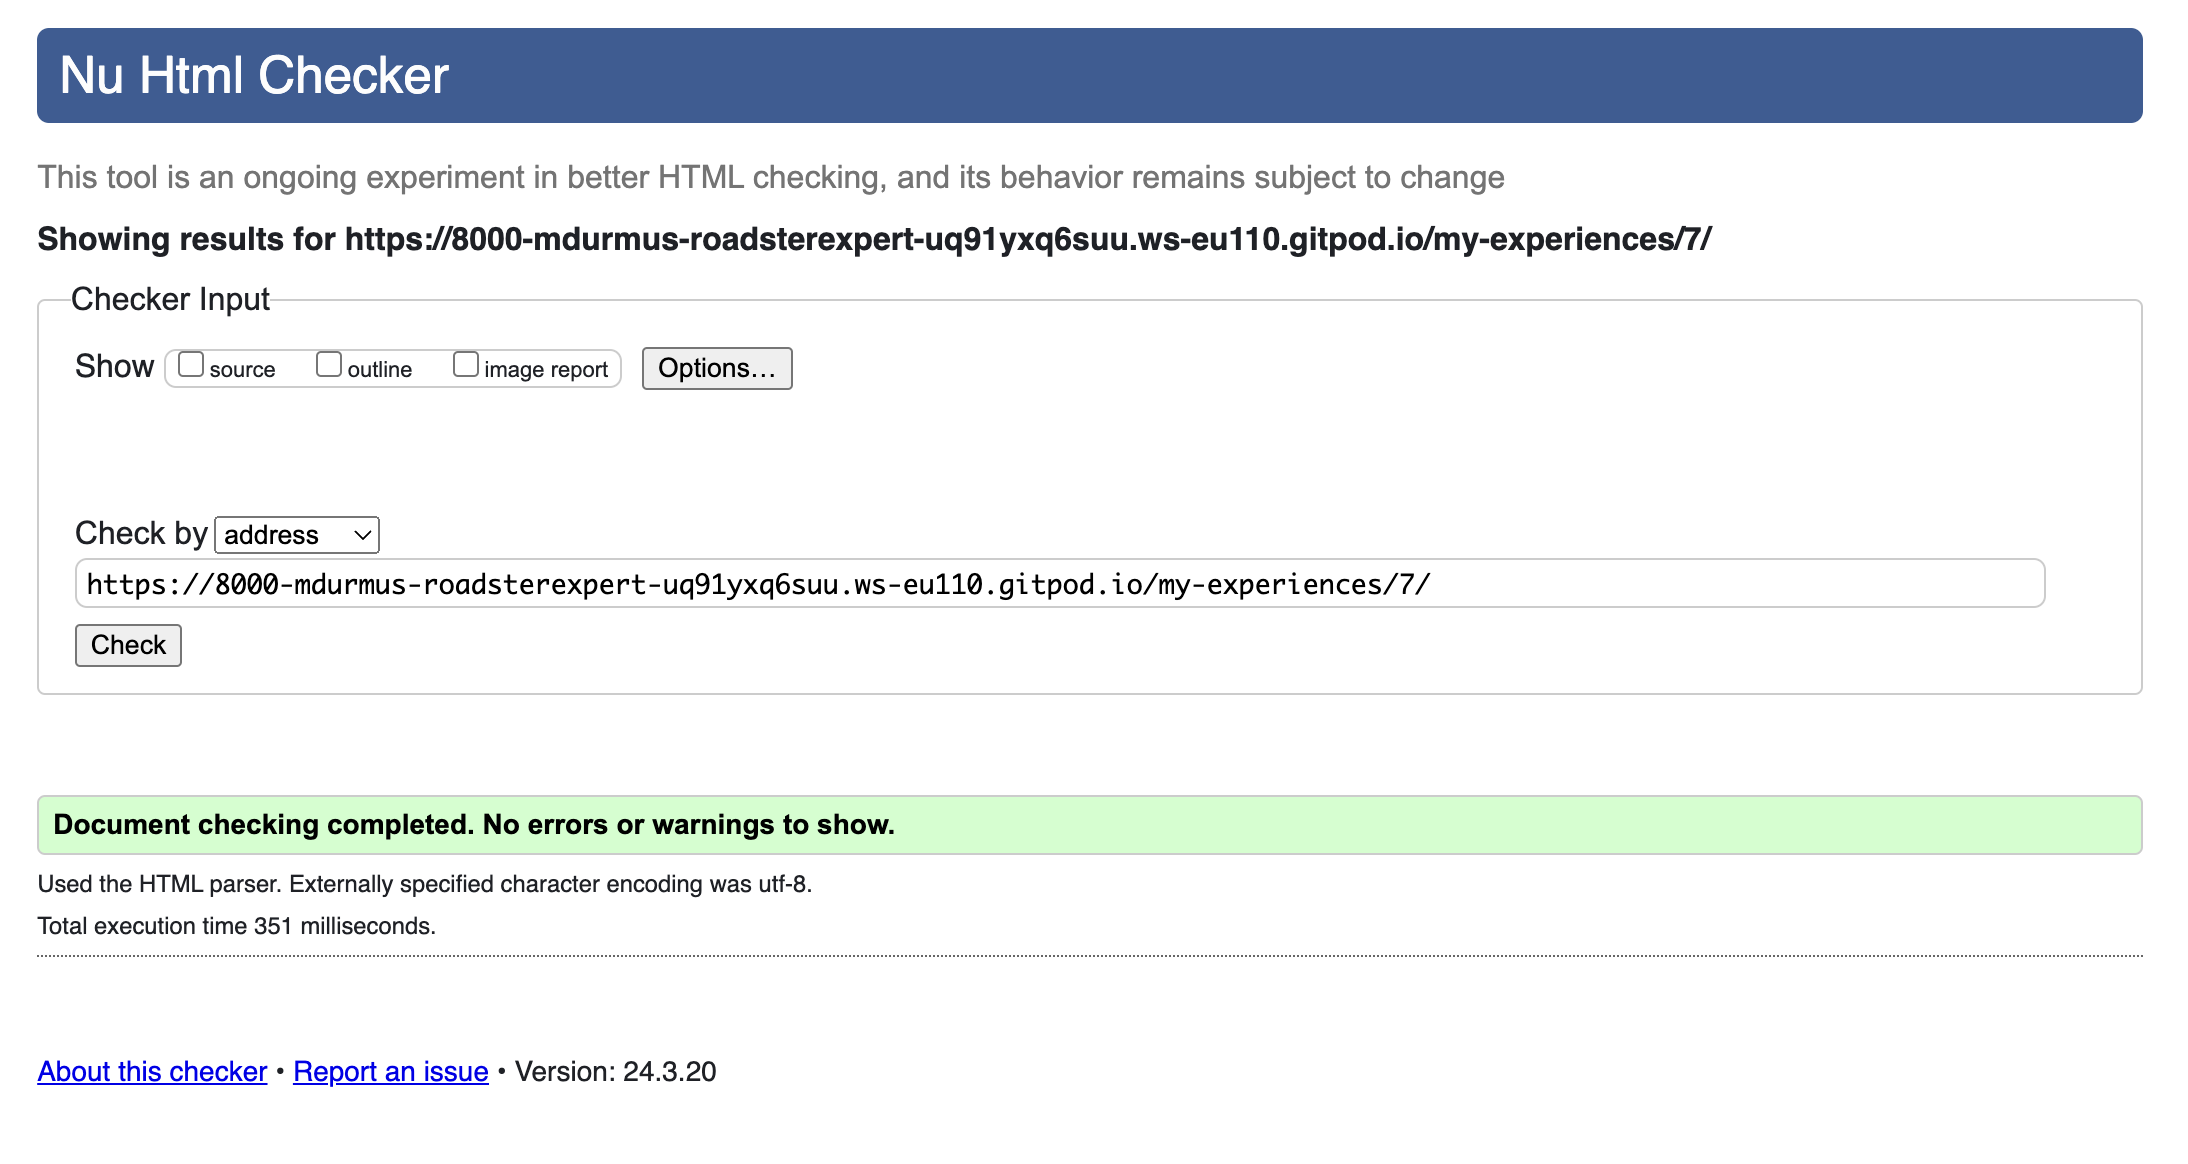 Nu Html Checker
This tool is an ongoing experiment in better HTML checking, and its behavior remains subject to change
Showing results for https://8000-mdurmus-roadsterexpert-uq91yxq6suu.ws-eu110.gitpod.io/my-experiences/7/
Checker Input
Show source outline image report Options...
Check by address
https://8000-mdurmus-roadsterexpert-uq91yxq6suu.ws-eu110.gitpod.io/my-experiences/7/
Check
Document checking completed. No errors or warnings to show.
Used the HTML parser. Externally specified character encoding was utf-8.
Total execution time 351 milliseconds.
About this checker • Report an issue • Version: 24.3.20